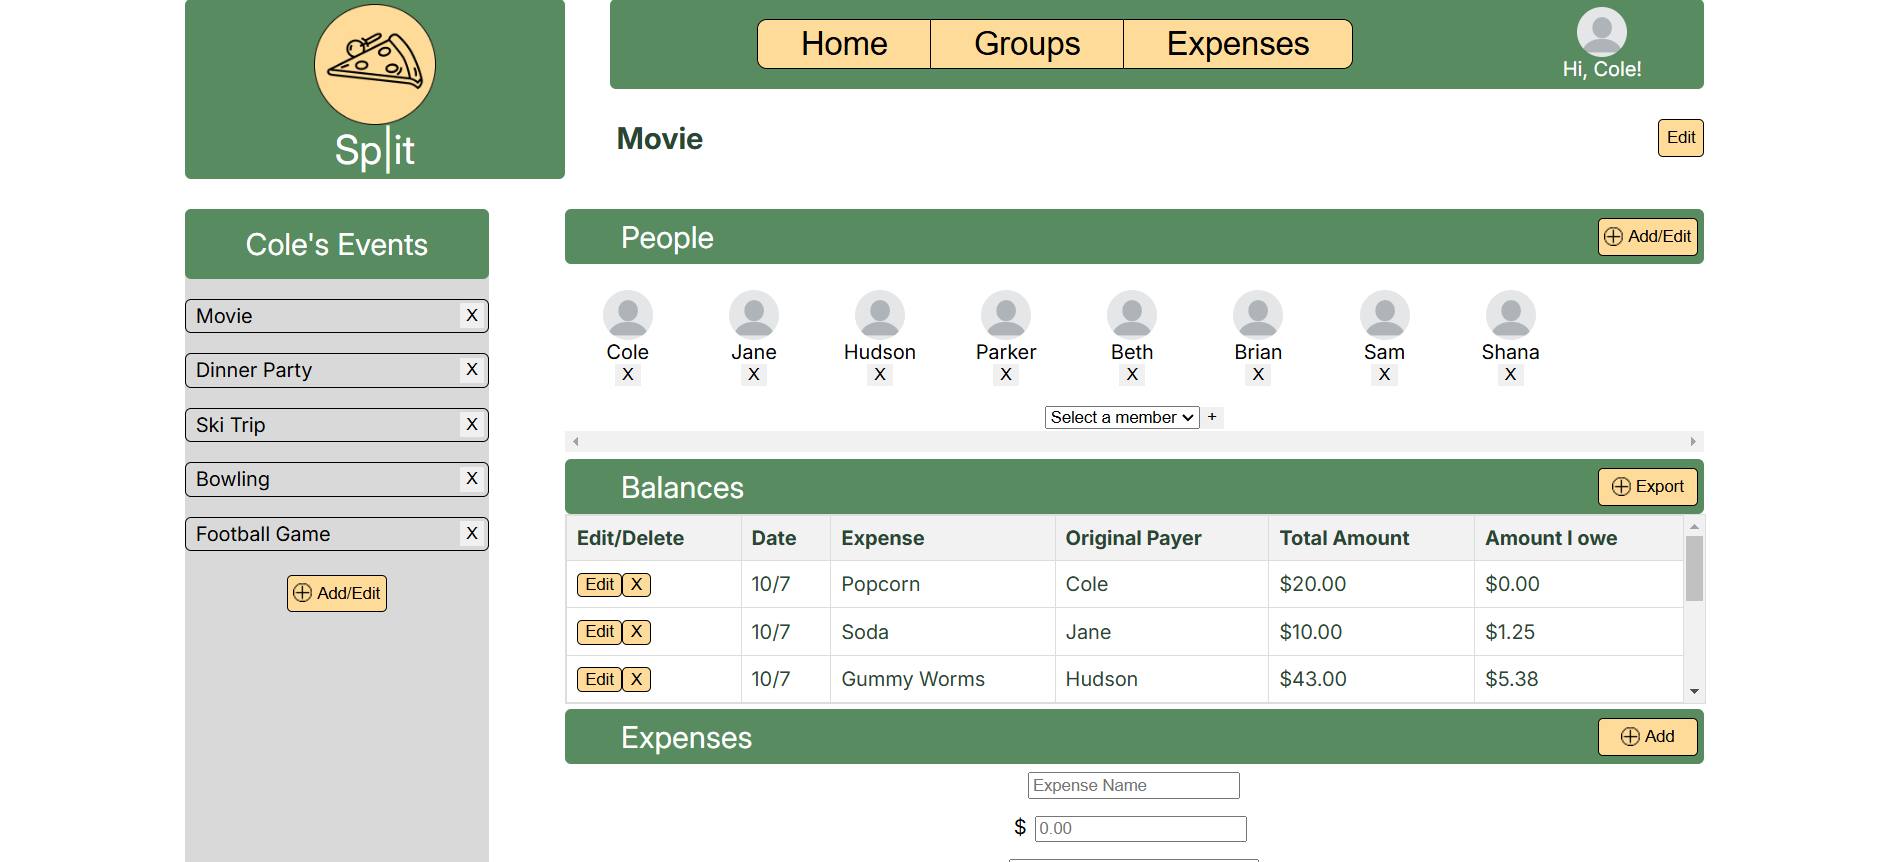 Split
Home Groups Expenses
Hi, Cole!
Movie
Edit
Cole's Events
Movie X
Dinner Party X
Ski Trip X
Bowling X
Football Game X
Add/Edit
People
Add/Edit
Cole Jane Hudson Parker Beth Brian Sam Shana
X X X X X X X X
Select a member +
Balances
Export
Edit/Delete Date Expense Original Payer Total Amount Amount I owe
Edit X 10/7 Popcorn Cole $20.00 $0.00
Edit X 10/7 Soda Jane $10.00 $1.25
Edit X 10/7 Gummy Worms Hudson $43.00 $5.38
Expenses
Add
Expense Name
$ 0.00